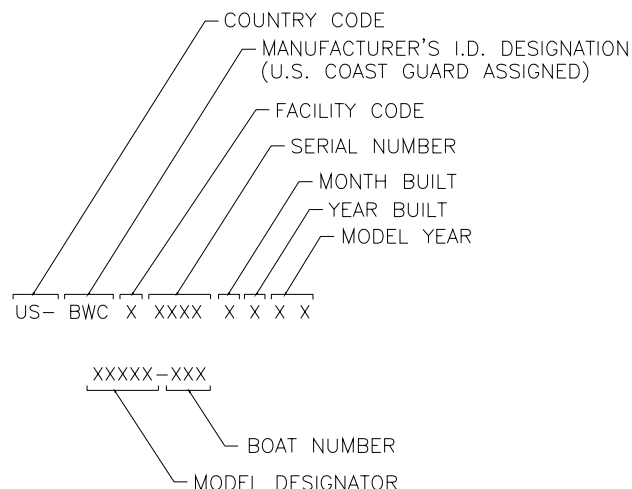 COUNTRY CODE
MANUFACTURER'S I.D. DESIGNATION
(U.S. COAST GUARD ASSIGNED)
FACILITY CODE
SERIAL NUMBER
MONTH BUILT
YEAR BUILT
MODEL YEAR
US- BWC X XXXX X X X X
XXXXX-XXX
BOAT NUMBER
MODEL DESIGNATOR